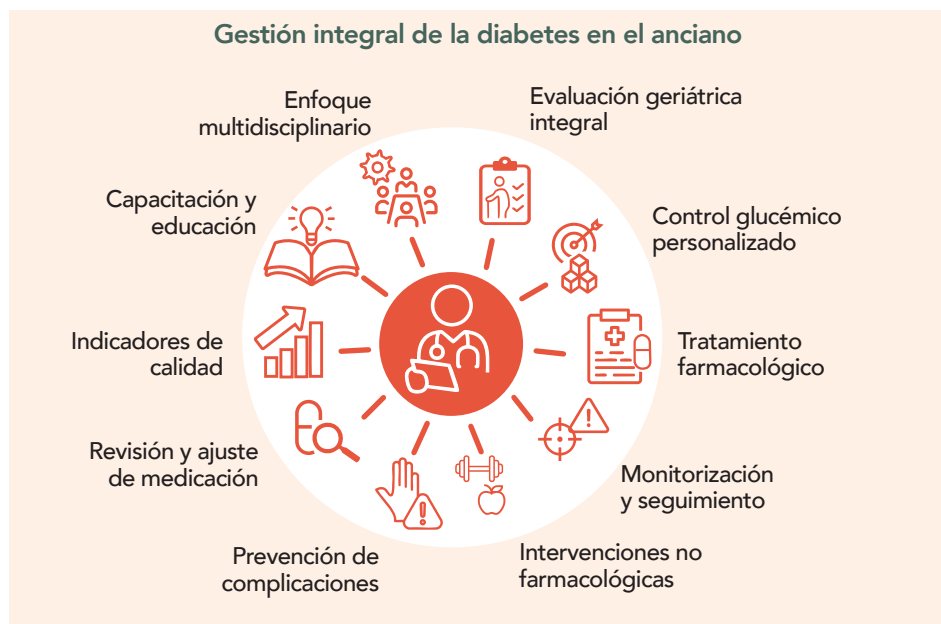 Gestión integral de la diabetes en el anciano
Enfoque
multidisciplinario
Evaluación geriátrica
integral
Capacitación y
educación
Control glucémico
personalizado
Indicadores de
calidad
Tratamiento
farmacológico
Revisión y ajuste
de medicación
Monitorización
y seguimiento
Prevención de
complicaciones
Intervenciones no
farmacológicas